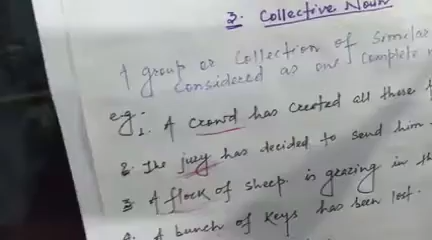 3. Collective Noun
A group or collection of similar
considered as one complete
e.g:
1. A crowd has created all these
2. The jury has decided to send him
3 A flock of sheep is grazing in the
4. A bunch of keys has been lost.